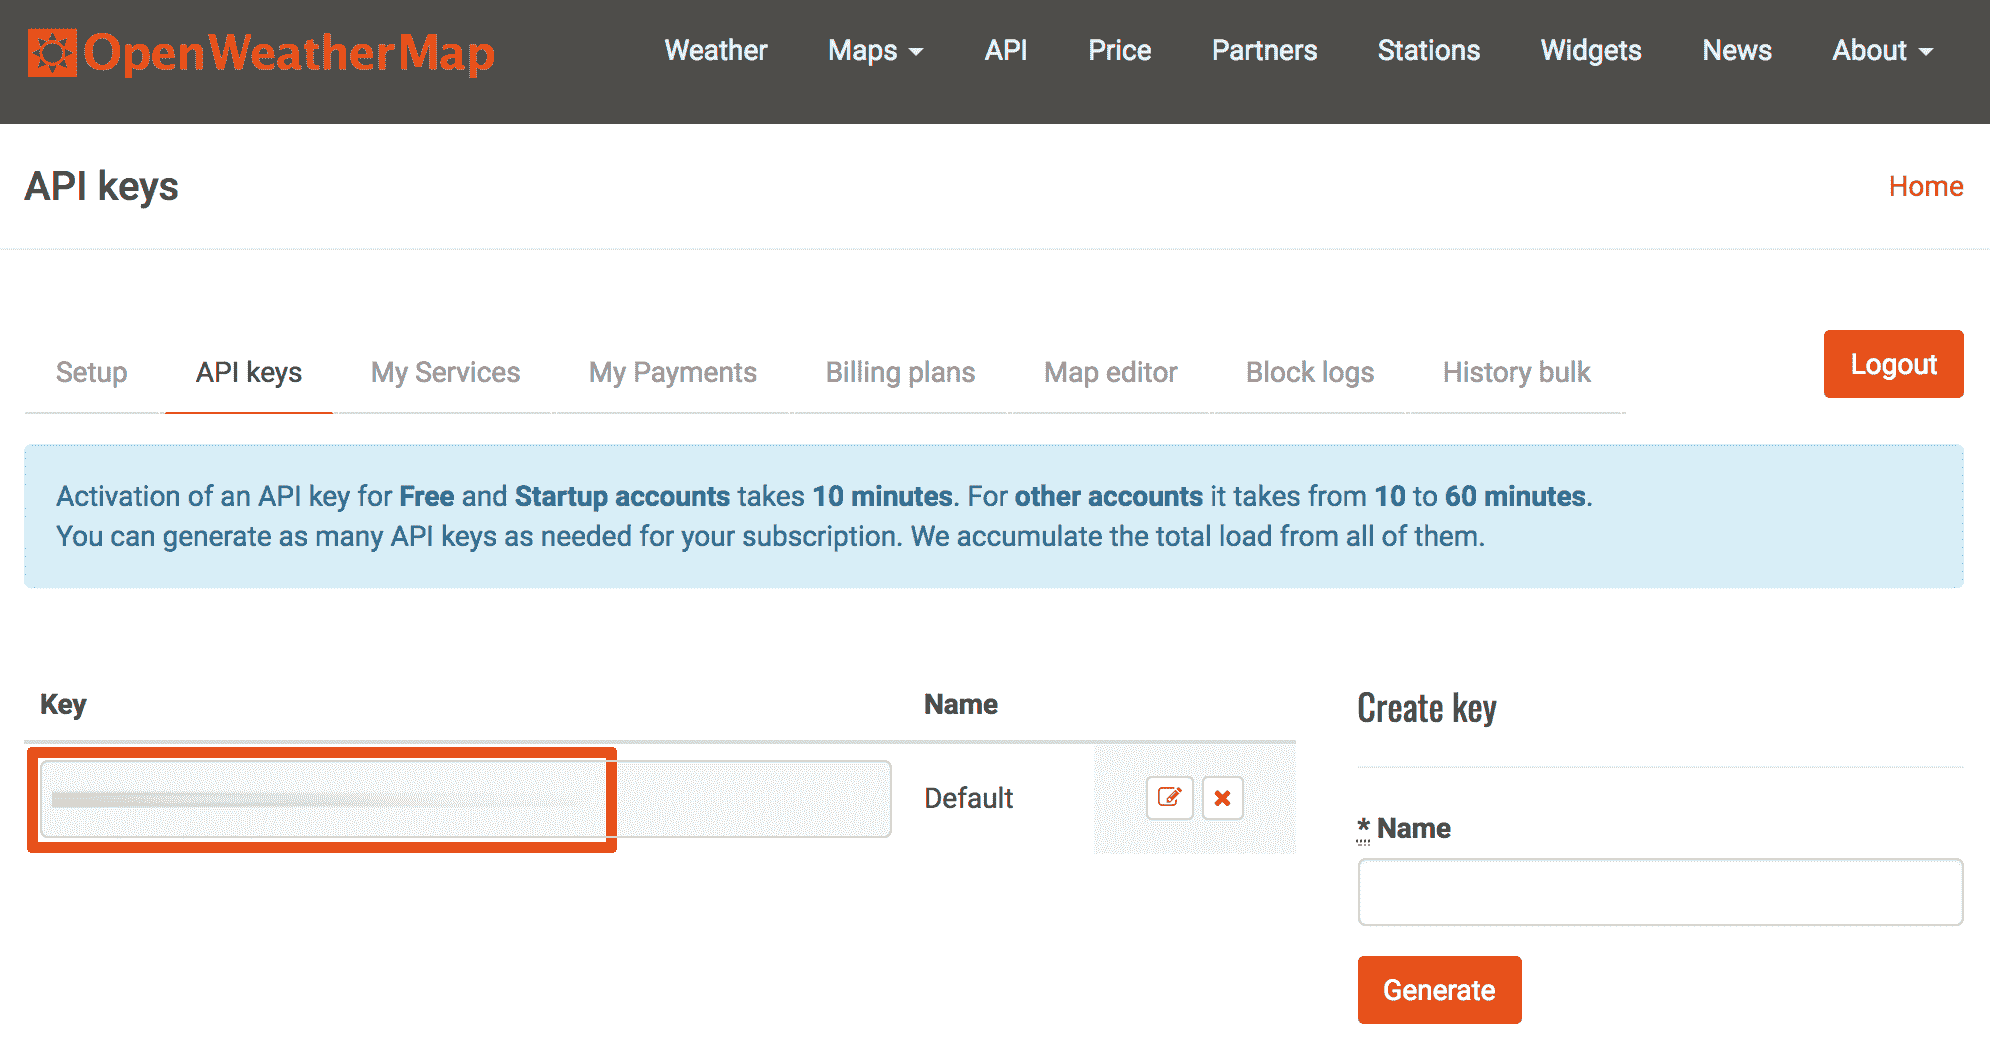 OpenWeatherMap Weather Maps API Price Partners Stations Widgets News About
API keys Home
Setup API keys My Services My Payments Billing plans Map editor Block logs History bulk Logout
Activation of an API key for Free and Startup accounts takes 10 minutes. For other accounts it takes from 10 to 60 minutes.
You can generate as many API keys as needed for your subscription. We accumulate the total load from all of them.
Key Name
Default
Create key
* Name
Generate